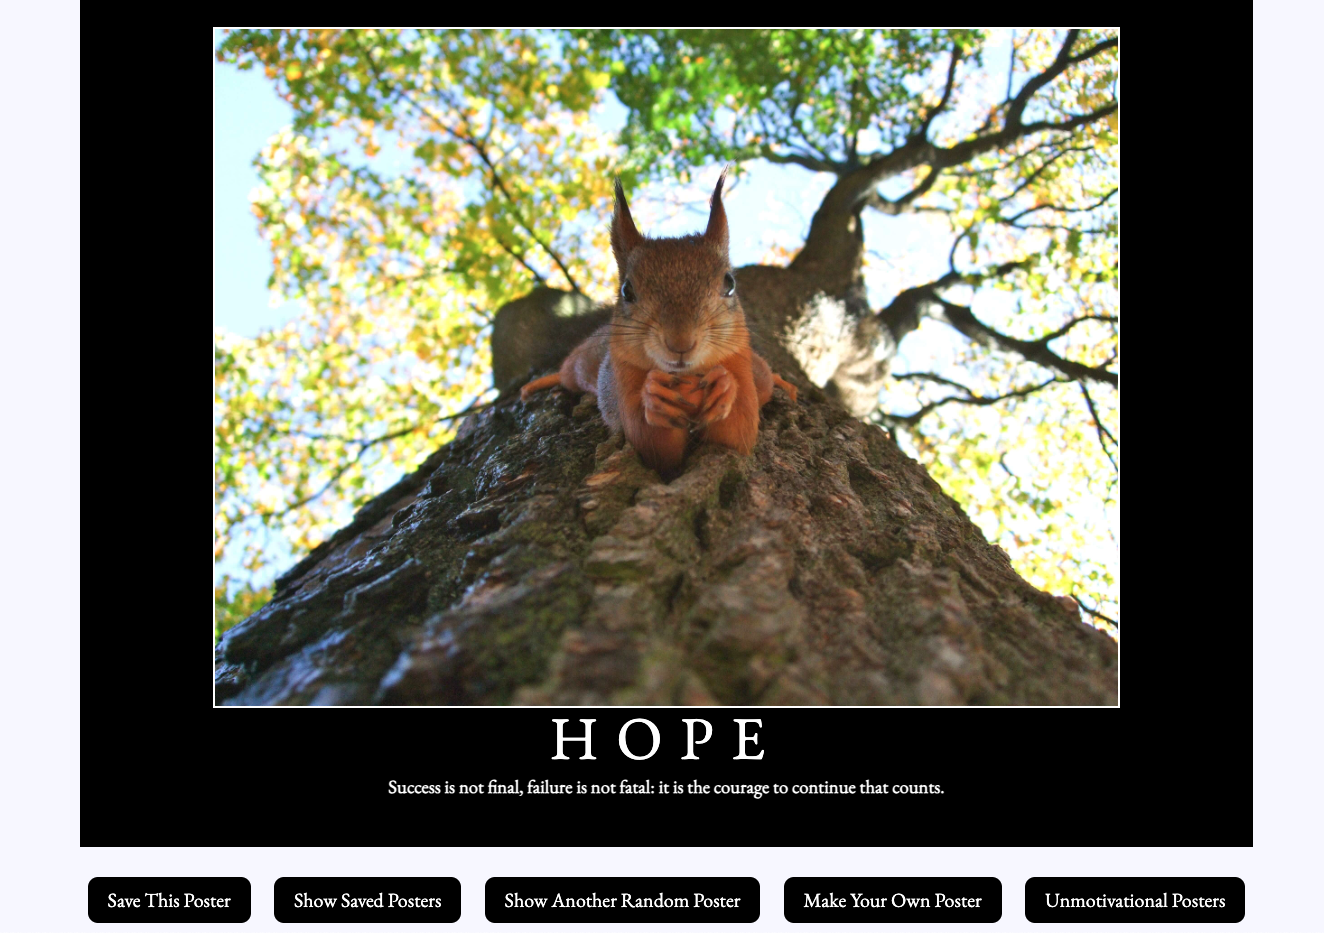 HOPE
Success is not final, failure is not fatal: it is the courage to continue that counts.
Save This Poster
Show Saved Posters
Show Another Random Poster
Make Your Own Poster
Unmotivational Posters